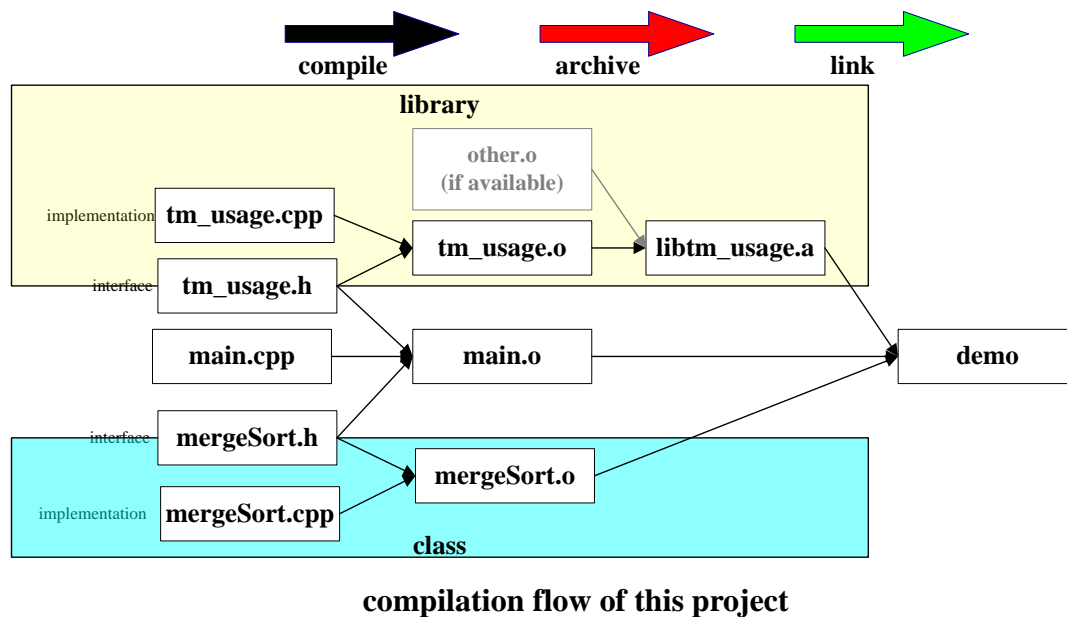 compile
archive
link
library
other.o
(if available)
implementation
tm_usage.cpp
tm_usage.o
libtm_usage.a
interface
tm_usage.h
main.cpp
main.o
demo
interface
mergeSort.h
mergeSort.o
implementation
mergeSort.cpp
class
compilation flow of this project